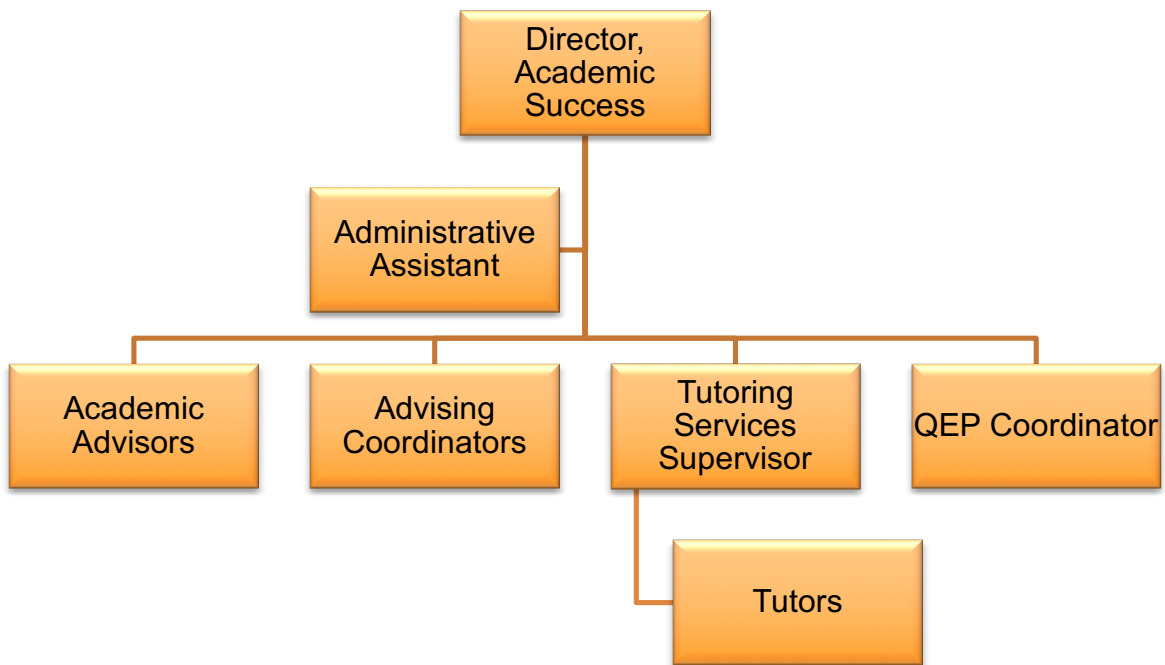 Director,
Academic
Success
Administrative
Assistant
Academic
Advisors
Advising
Coordinators
Tutoring
Services
Supervisor
QEP Coordinator
Tutors